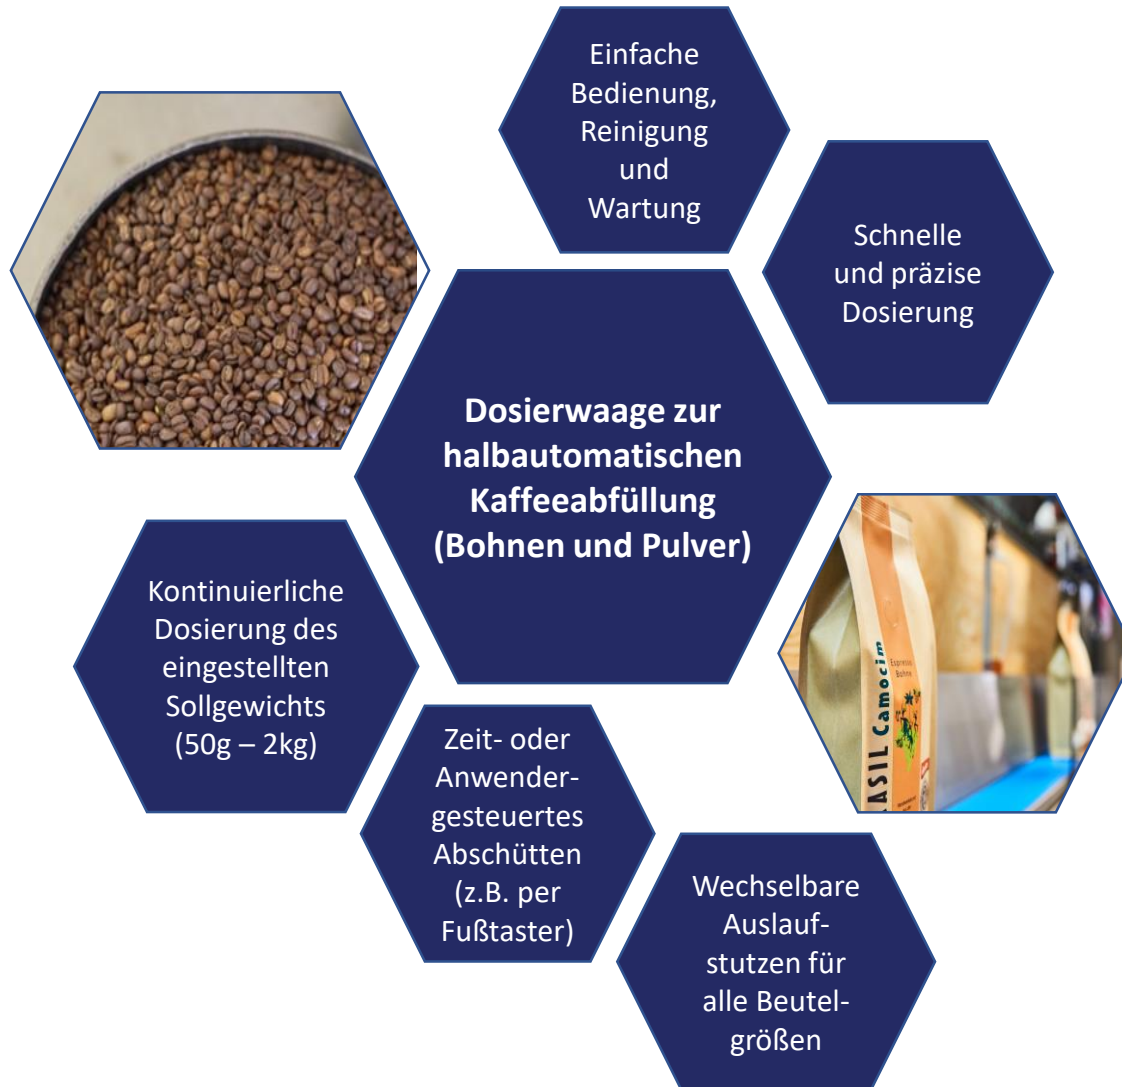 Einfache
Bedienung,
Reinigung
und
Wartung
Schnelle
und präzise
Dosierung
Dosierwaage zur
halbautomatischen
Kaffeeabfüllung
(Bohnen und Pulver)
Kontinuierliche
Dosierung des
eingestellten
Sollgewichts
(50g – 2kg)
Espresso
Bohne
ASIL Camocim
Zeit- oder
Anwender-
gesteuertes
Abschütten
(z.B. per
Fußtaster)
Wechselbare
Auslauf-
stutzen für
alle Beutel-
größen